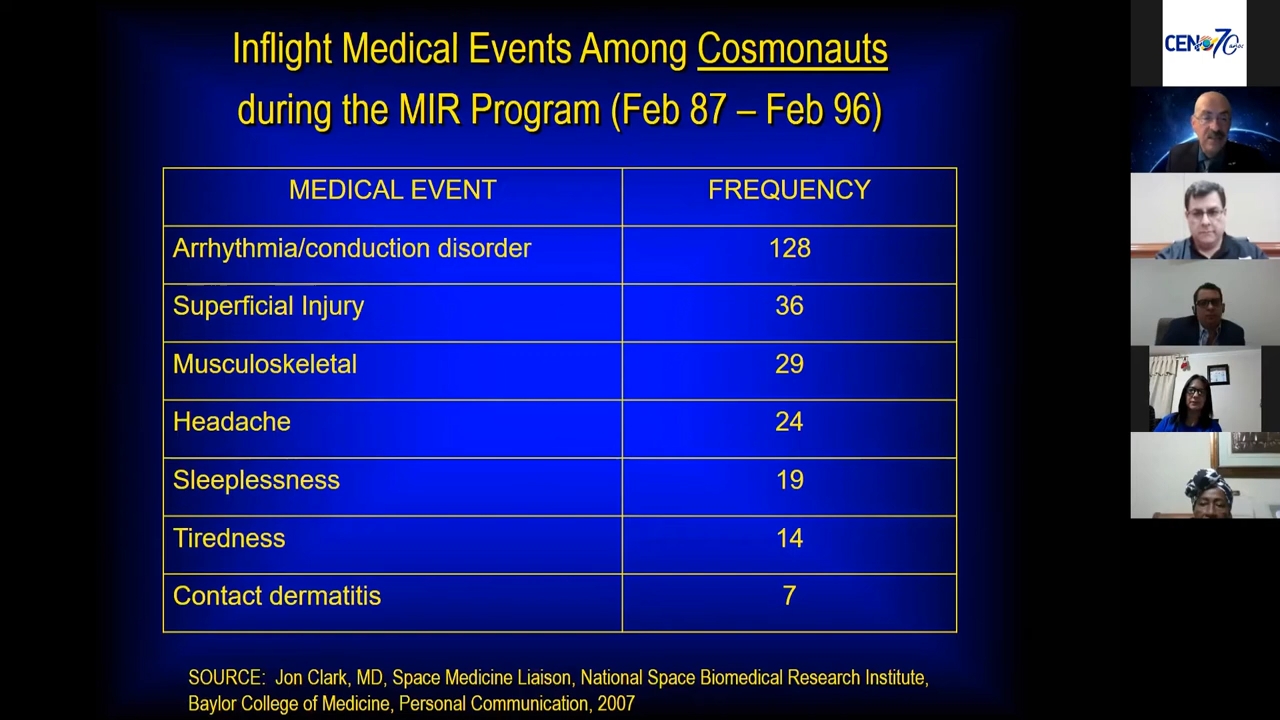 Inflight Medical Events Among Cosmonauts
during the MIR Program (Feb 87 – Feb 96)
MEDICAL EVENT FREQUENCY
Arrhythmia/conduction disorder 128
Superficial Injury 36
Musculoskeletal 29
Headache 24
Sleeplessness 19
Tiredness 14
Contact dermatitis 7
SOURCE: Jon Clark, MD, Space Medicine Liaison, National Space Biomedical Research Institute,
Baylor College of Medicine, Personal Communication, 2007
CEN 70 años